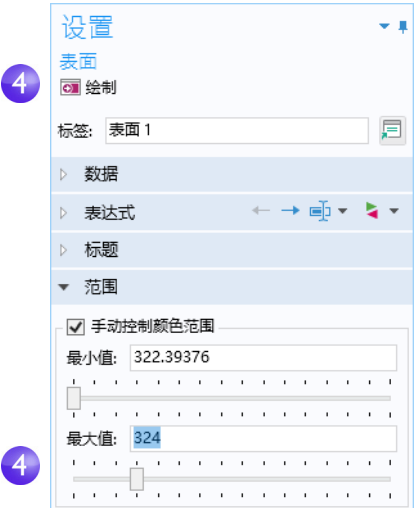 设置
表面
4
绘制
标签: 表面 1
数据
表达式
标题
范围
手动控制颜色范围
最小值: 322.39376
最大值: 324
4